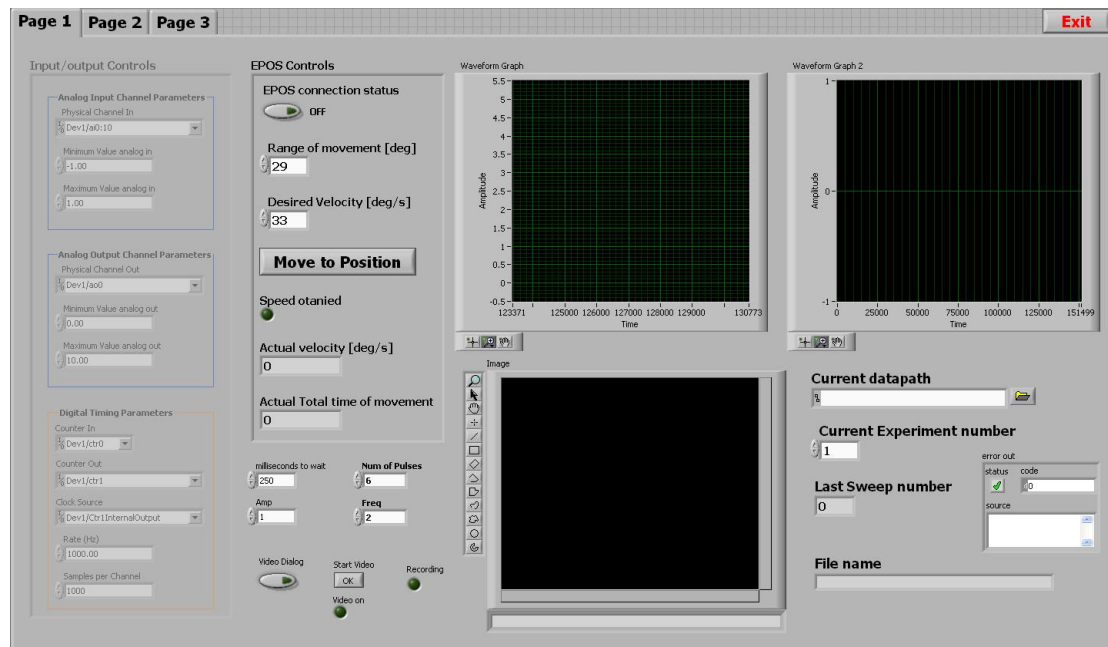 Page 1 Page 2 Page 3
Exit
Input/output Controls
Analog Input Channel Parameters
Physical Channel In
Dev1/ai0:10
Minimum Value analog in
-1.00
Maximum Value analog in
1.00
Analog Output Channel Parameters
Physical Channel Out
Dev1/ao0
Minimum Value analog out
0.00
Maximum Value analog out
10.00
Digital Timing Parameters
Counter In
Dev1/ctr0
Counter Out
Dev1/ctr1
Clock Source
Dev1/Ctr1InternalOutput
Rate (Hz)
1000.00
Samples per Channel
1000
EPOS Controls
EPOS connection status
OFF
Range of movement [deg]
29
Desired Velocity [deg/s]
33
Move to Position
Speed otanied
Actual velocity [deg/s]
0
Actual Total time of movement
0
milliseconds to wait
250
Num of Pulses
6
Amp
1
Freq
2
Video Dialog
Start Video
OK
Video on
Recording
Waveform Graph
Amplitude
5.5
5
4.5
4
3.5
3
2.5
2
1.5
1
0.5
0
-0.5
123371 125000 126000 127000 128000 129000 130773
Time
Waveform Graph 2
Amplitude
1
0
-1
0 25000 50000 75000 100000 125000 151499
Time
Image
Current datapath
Current Experiment number
1
Last Sweep number
0
error out
status code
0
source
File name